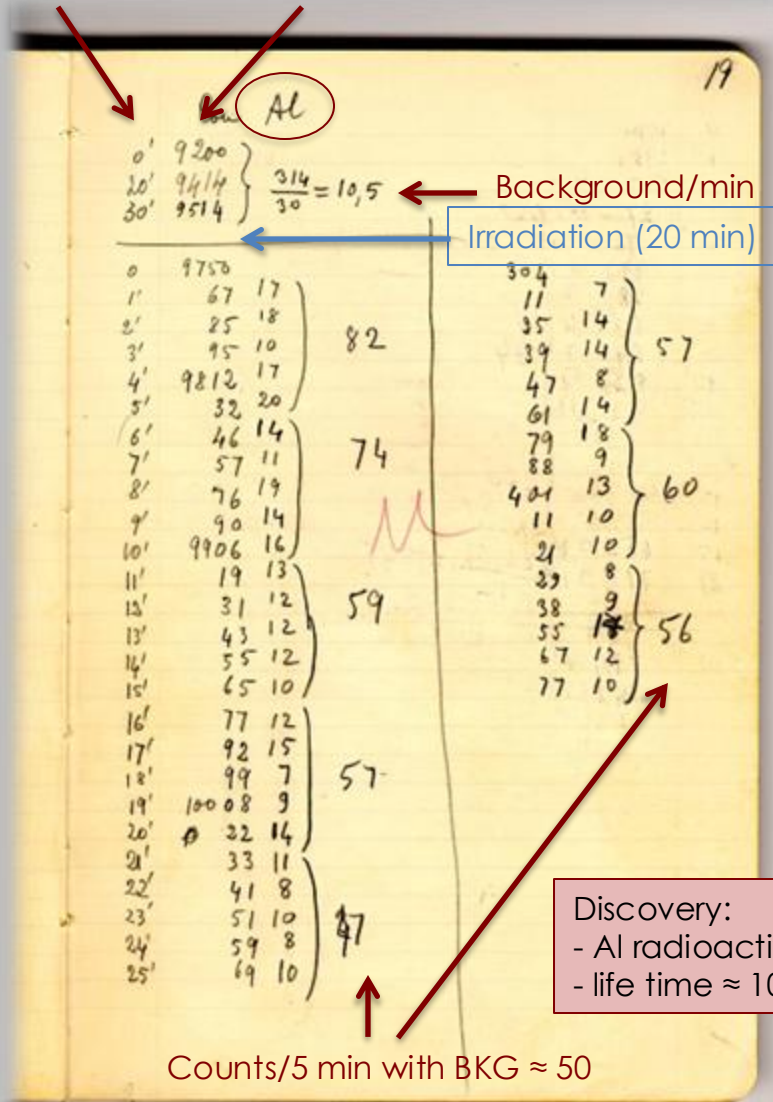 19
Al
0' 9200
20' 9414
30' 9514
314/30 = 10,5
Background/min
Irradiation (20 min)
0 9750
1' 67 17
2' 85 18
3' 95 10 82
4' 9812 17
5' 32 20
6' 46 14
7' 57 11 74
8' 76 19
9' 90 14
10' 9906 16
11' 19 13
12' 31 12 59
13' 43 12
14' 55 12
15' 65 10
16' 77 12
17' 92 15
18' 99 7 57
19' 10008 9
20' 22 14
21' 33 11
22' 41 8
23' 51 10 47
24' 59 8
25' 69 10
304
11 7
35 14
39 14 57
47 8
61 14
79 18
88 9
401 13 60
11 10
21 10
29 8
38 9
55 56
67 12
77 10
Discovery:
- Al radioacti
- life time ≈ 10
Counts/5 min with BKG ≈ 50